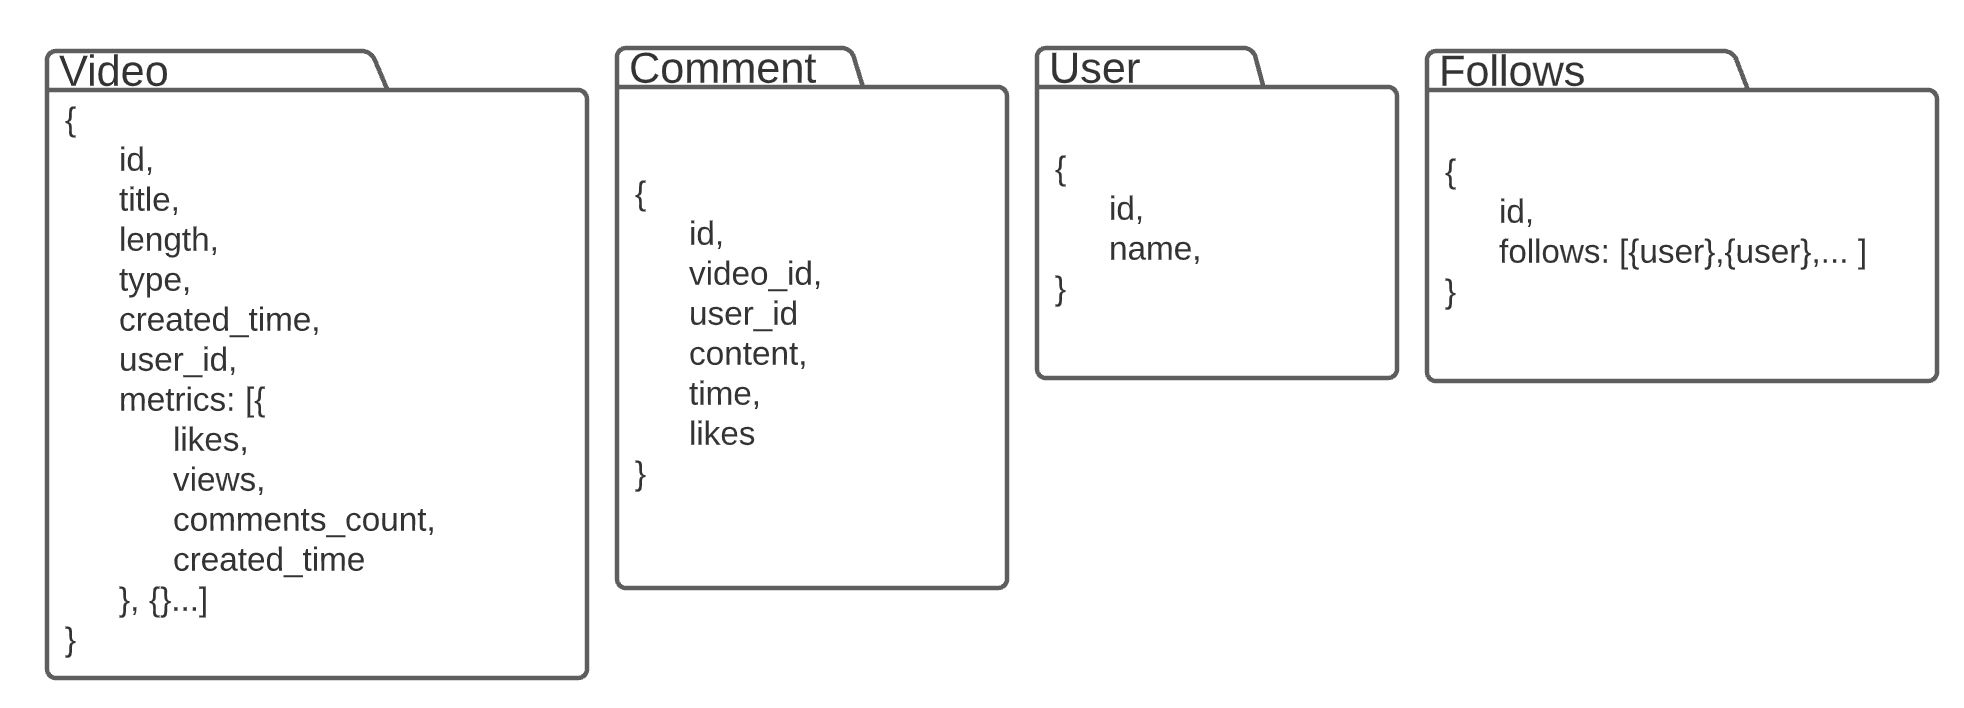 Video
{
id,
title,
length,
type,
created_time,
user_id,
metrics: [{
likes,
views,
comments_count,
created_time
}, {}...]
}
Comment
{
id,
video_id,
user_id
content,
time,
likes
}
User
{
id,
name,
}
Follows
{
id,
follows: [{user},{user},... ]
}